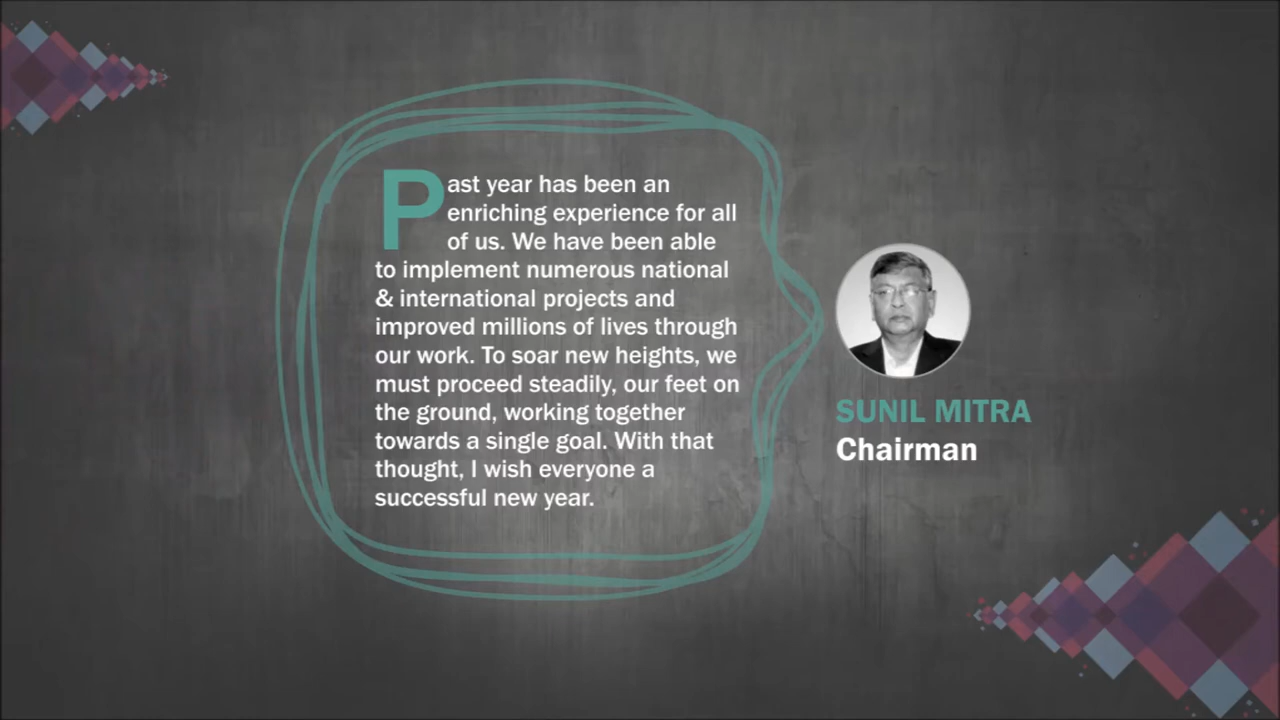 Past year has been an
enriching experience for all
of us. We have been able
to implement numerous national
& international projects and
improved millions of lives through
our work. To soar new heights, we
must proceed steadily, our feet on
the ground, working together
towards a single goal. With that
thought, I wish everyone a
successful new year.
SUNIL MITRA
Chairman